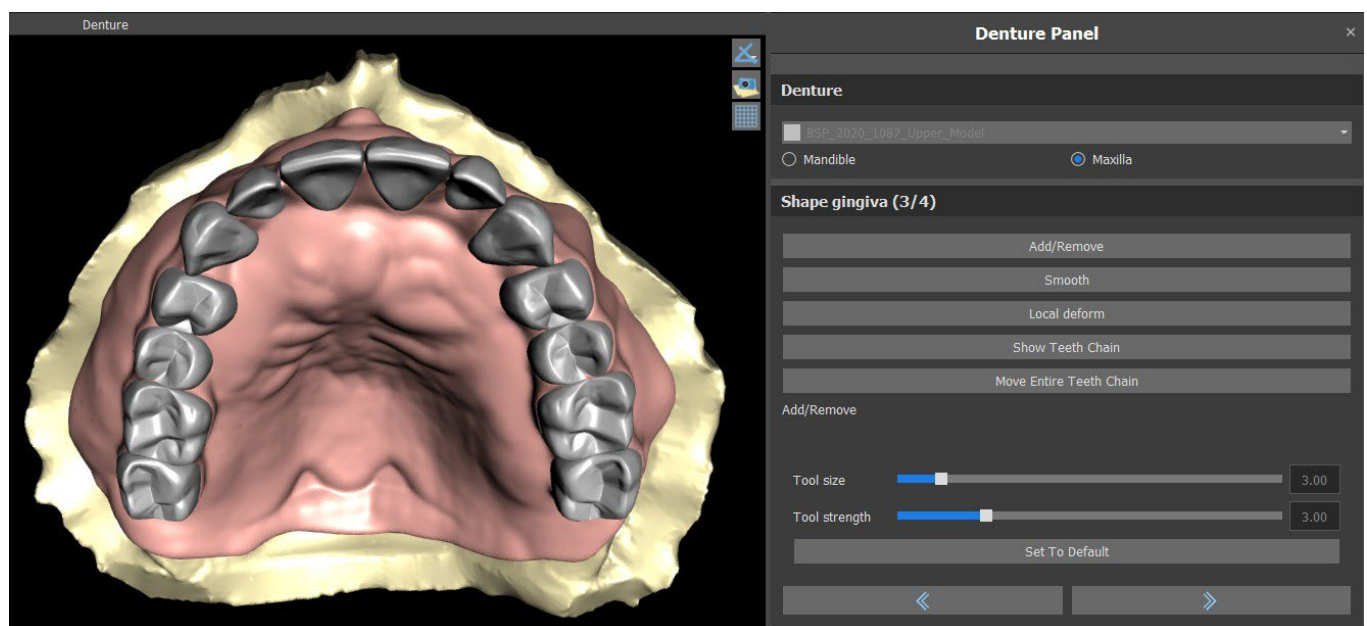 Denture
Denture Panel ×
Denture
BSP_2020_1087_Upper_Model
Mandible Maxilla
Shape gingiva (3/4)
Add/Remove
Smooth
Local deform
Show Teeth Chain
Move Entire Teeth Chain
Add/Remove
Tool size 3.00
Tool strength 3.00
Set To Default